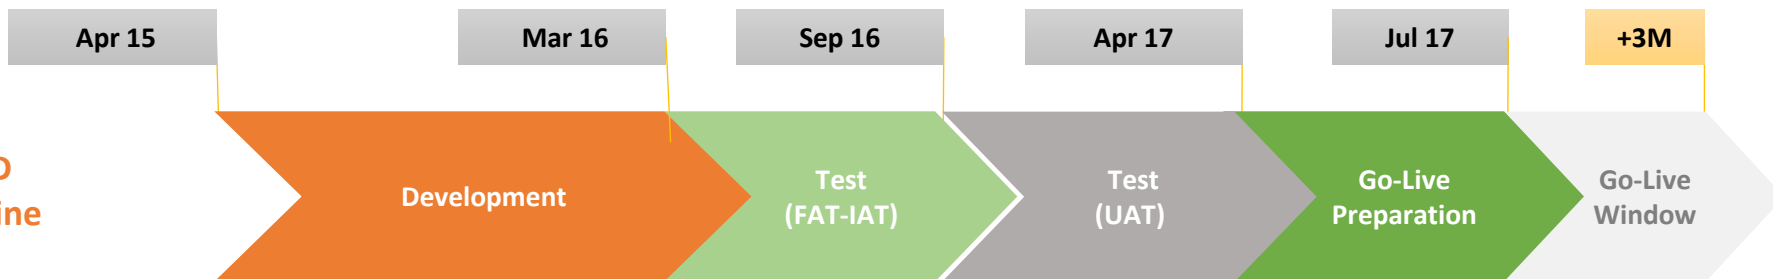 Apr 15
Mar 16
Sep 16
Apr 17
Jul 17
+3M
Development
Test
(FAT-IAT)
Test
(UAT)
Go-Live
Preparation
Go-Live
Window